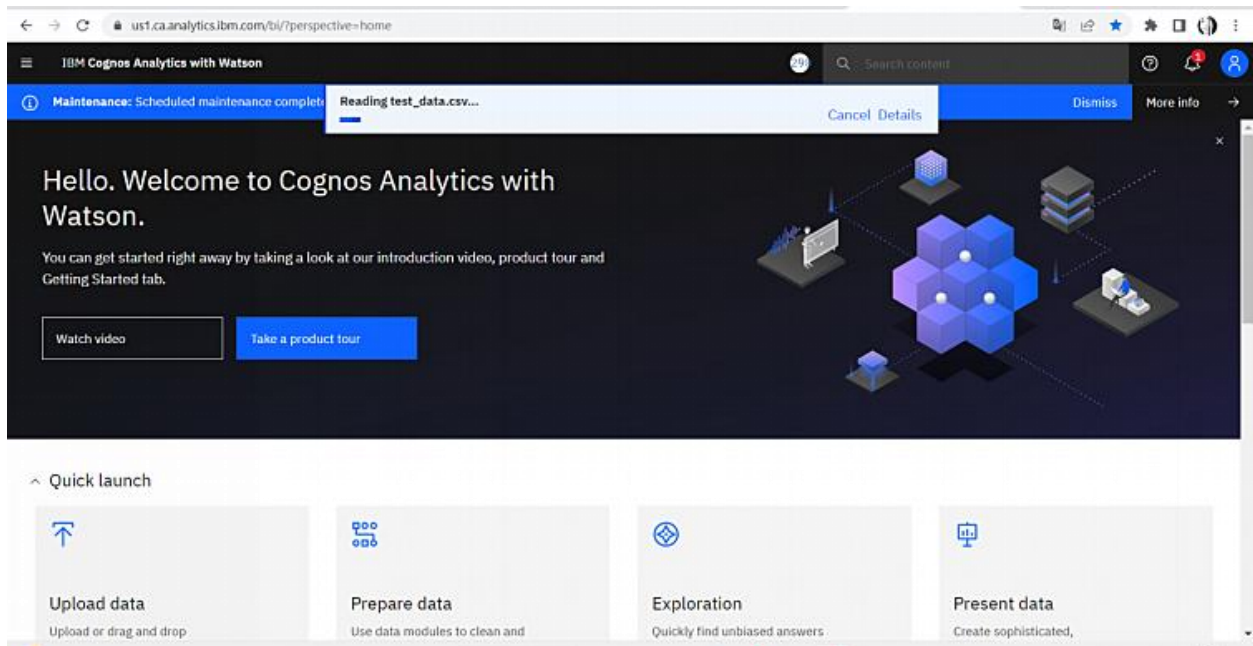 us1.ca.analytics.ibm.com/bi/?perspective=home
IBM Cognos Analytics with Watson
Search content
1
Maintenance: Scheduled maintenance complet
Reading test_data.csv...
Cancel Details
Dismiss
More info
Hello. Welcome to Cognos Analytics with
Watson.
You can get started right away by taking a look at our introduction video, product tour and
Getting Started tab.
Watch video
Take a product tour
Quick launch
Upload data
Upload or drag and drop
Prepare data
Use data modules to clean and
Exploration
Quickly find unbiased answers
Present data
Create sophisticated,